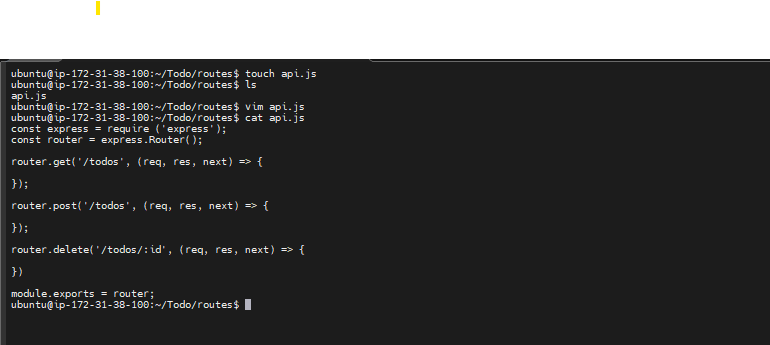 ubuntu@ip-172-31-38-100:~/Todo/routes$ touch api.js
ubuntu@ip-172-31-38-100:~/Todo/routes$ ls
api.js
ubuntu@ip-172-31-38-100:~/Todo/routes$ vim api.js
ubuntu@ip-172-31-38-100:~/Todo/routes$ cat api.js
const express = require ('express');
const router = express.Router();
router.get('/todos', (req, res, next) => {
});
router.post('/todos', (req, res, next) => {
});
router.delete('/todos/:id', (req, res, next) => {
})
module.exports = router;
ubuntu@ip-172-31-38-100:~/Todo/routes$